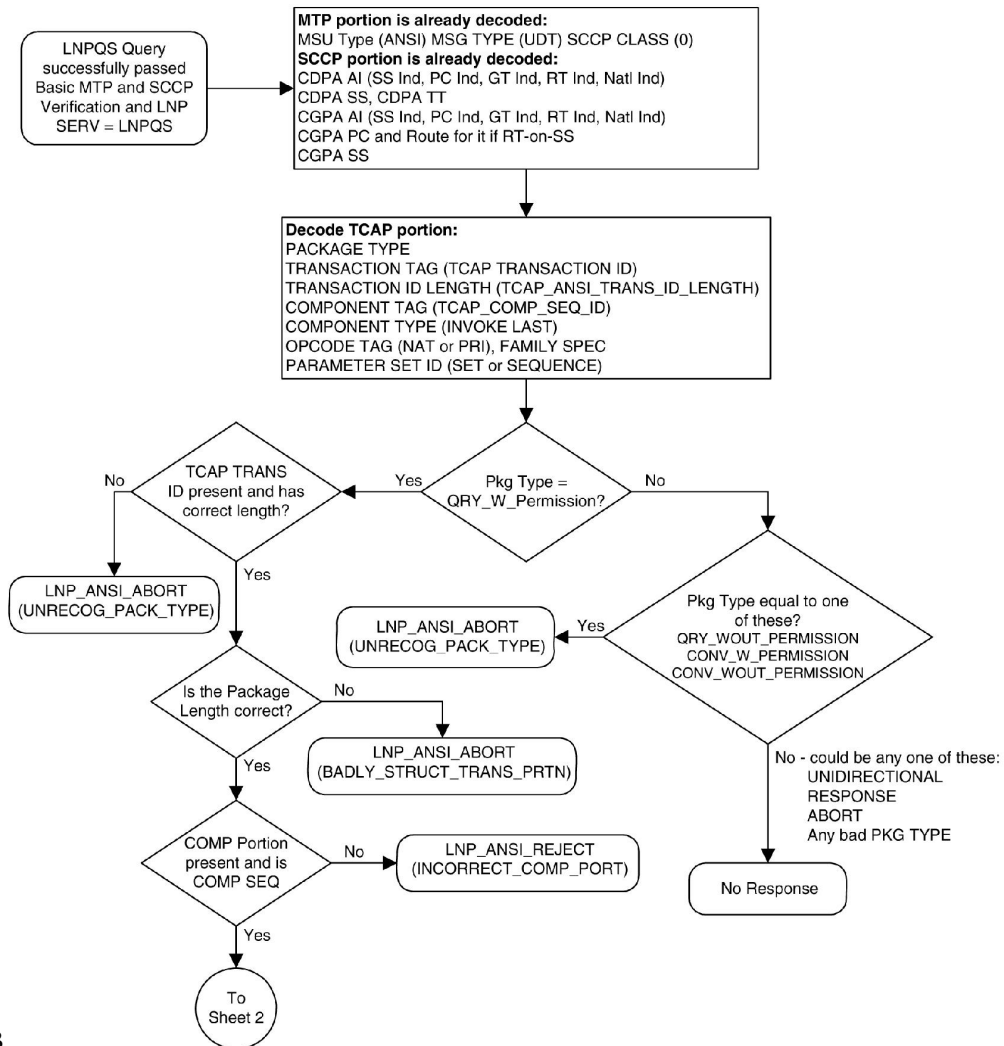 LNPQS Query
successfully passed
Basic MTP and SCCP
Verification and LNP
SERV = LNPQS
MTP portion is already decoded:
MSU Type (ANSI) MSG TYPE (UDT) SCCP CLASS (0)
SCCP portion is already decoded:
CDPA AI (SS Ind, PC Ind, GT Ind, RT Ind, Natl Ind)
CDPA SS, CDPA TT
CGPA AI (SS Ind, PC Ind, GT Ind, RT Ind, Natl Ind)
CGPA PC and Route for it if RT-on-SS
CGPA SS
Decode TCAP portion:
PACKAGE TYPE
TRANSACTION TAG (TCAP TRANSACTION ID)
TRANSACTION ID LENGTH (TCAP_ANSI_TRANS_ID_LENGTH)
COMPONENT TAG (TCAP_COMP_SEQ_ID)
COMPONENT TYPE (INVOKE LAST)
OPCODE TAG (NAT or PRI), FAMILY SPEC
PARAMETER SET ID (SET or SEQUENCE)
Pkg Type =
QRY_W_Permission?
Yes
No
TCAP TRANS
ID present and has
correct length?
No
Yes
LNP_ANSI_ABORT
(UNRECOG_PACK_TYPE)
Pkg Type equal to one
of these?
QRY_WOUT_PERMISSION
CONV_W_PERMISSION
CONV_WOUT_PERMISSION
Yes
LNP_ANSI_ABORT
(UNRECOG_PACK_TYPE)
Is the Package
Length correct?
No
Yes
LNP_ANSI_ABORT
(BADLY_STRUCT_TRANS_PRTN)
No - could be any one of these:
UNIDIRECTIONAL
RESPONSE
ABORT
Any bad PKG TYPE
No Response
COMP Portion
present and is
COMP SEQ
No
Yes
LNP_ANSI_REJECT
(INCORRECT_COMP_PORT)
To
Sheet 2